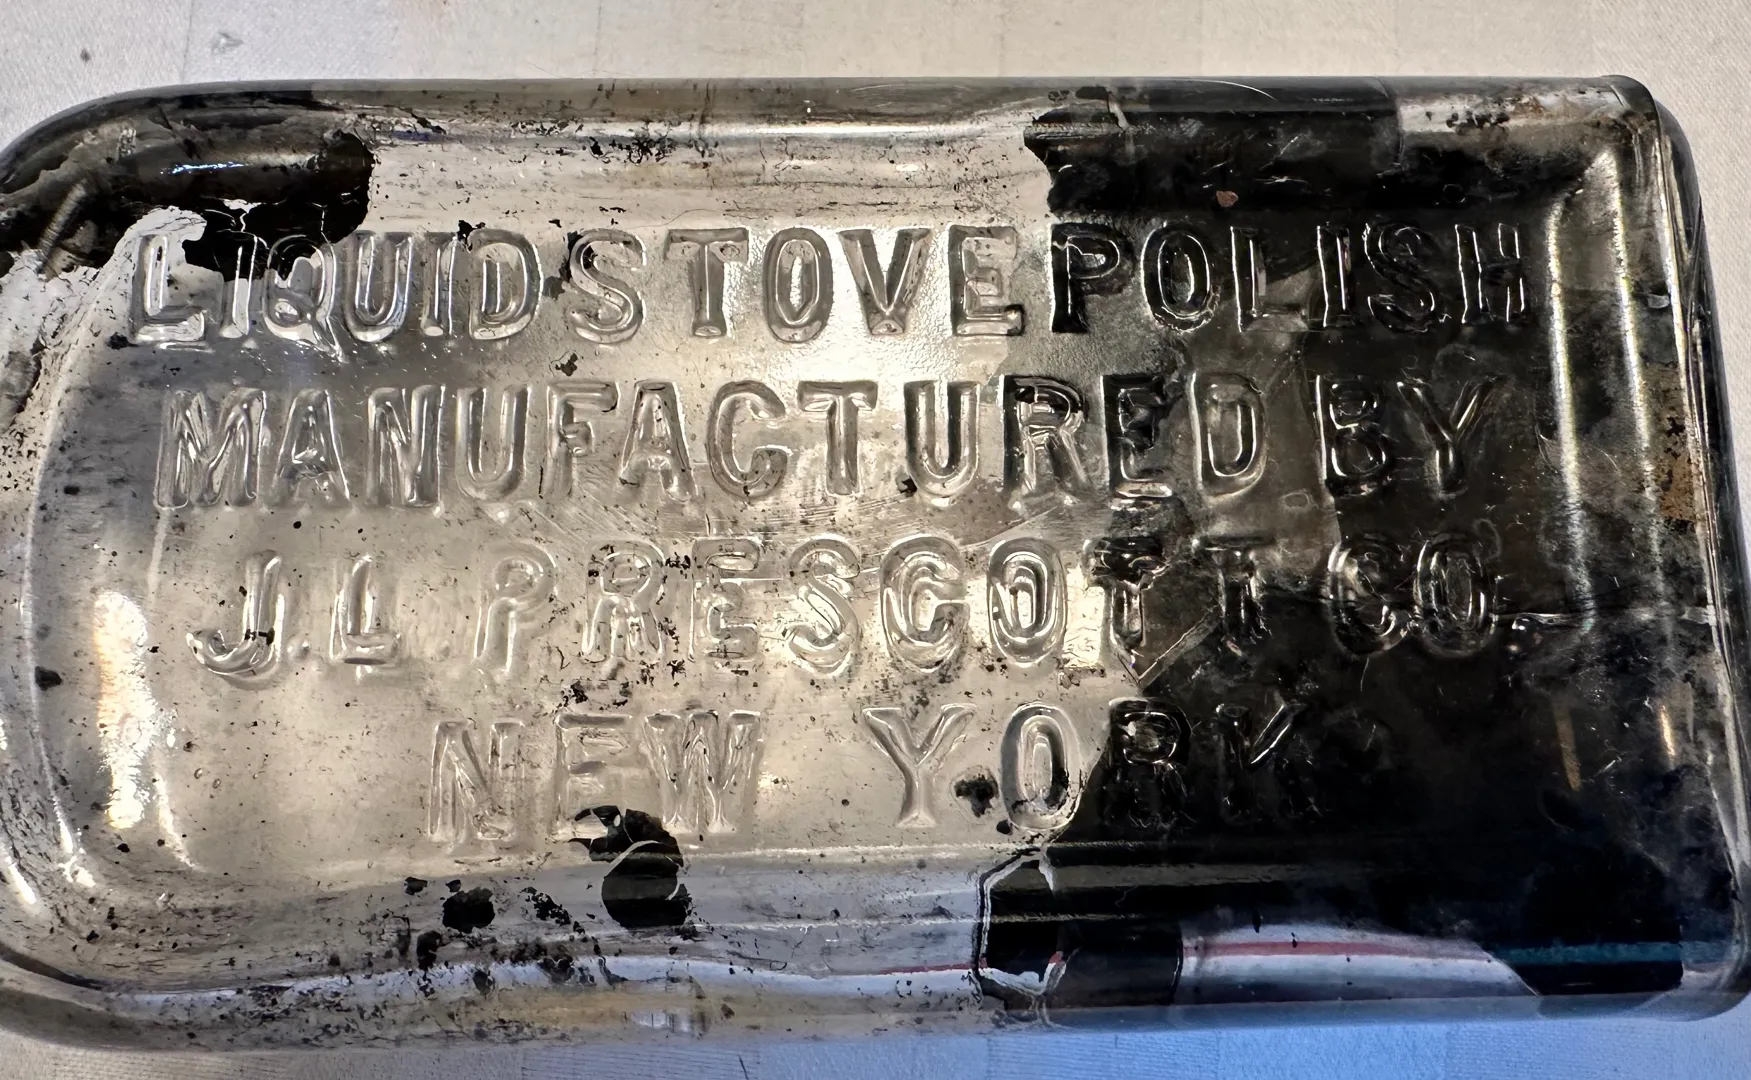 LIQUID STOVE POLISH
MANUFACTURED BY
J.L. PRESCOTT CO.
NEW YORK